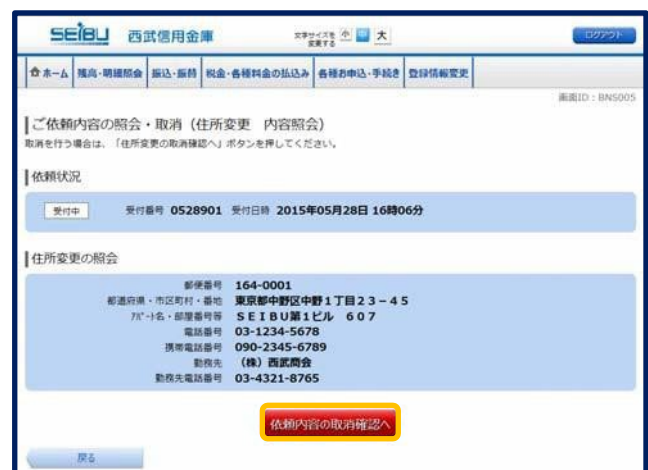 SEIBU 西武信用金庫 文字サイズを変更する 小 中 大 ログアウト
ホーム 残高・明細照会 振込・振替 税金・各種料金の払込み 各種お申込・手続き 登録情報変更
画面ID：BNS005
ご依頼内容の照会・取消（住所変更 内容照会）
取消を行う場合は、「住所変更の取消確認へ」ボタンを押してください。
依頼状況
受付中 受付番号 0528901 受付日時 2015年05月28日 16時06分
住所変更の照会
郵便番号 164-0001
都道府県・市区町村・番地 東京都中野区中野１丁目２３－４５
ｱﾊﾟｰﾄ名・部屋番号等 ＳＥＩＢＵ第１ビル ６０７
電話番号 03-1234-5678
携帯電話番号 090-2345-6789
勤務先 （株）西武商会
勤務先電話番号 03-4321-8765
依頼内容の取消確認へ
戻る